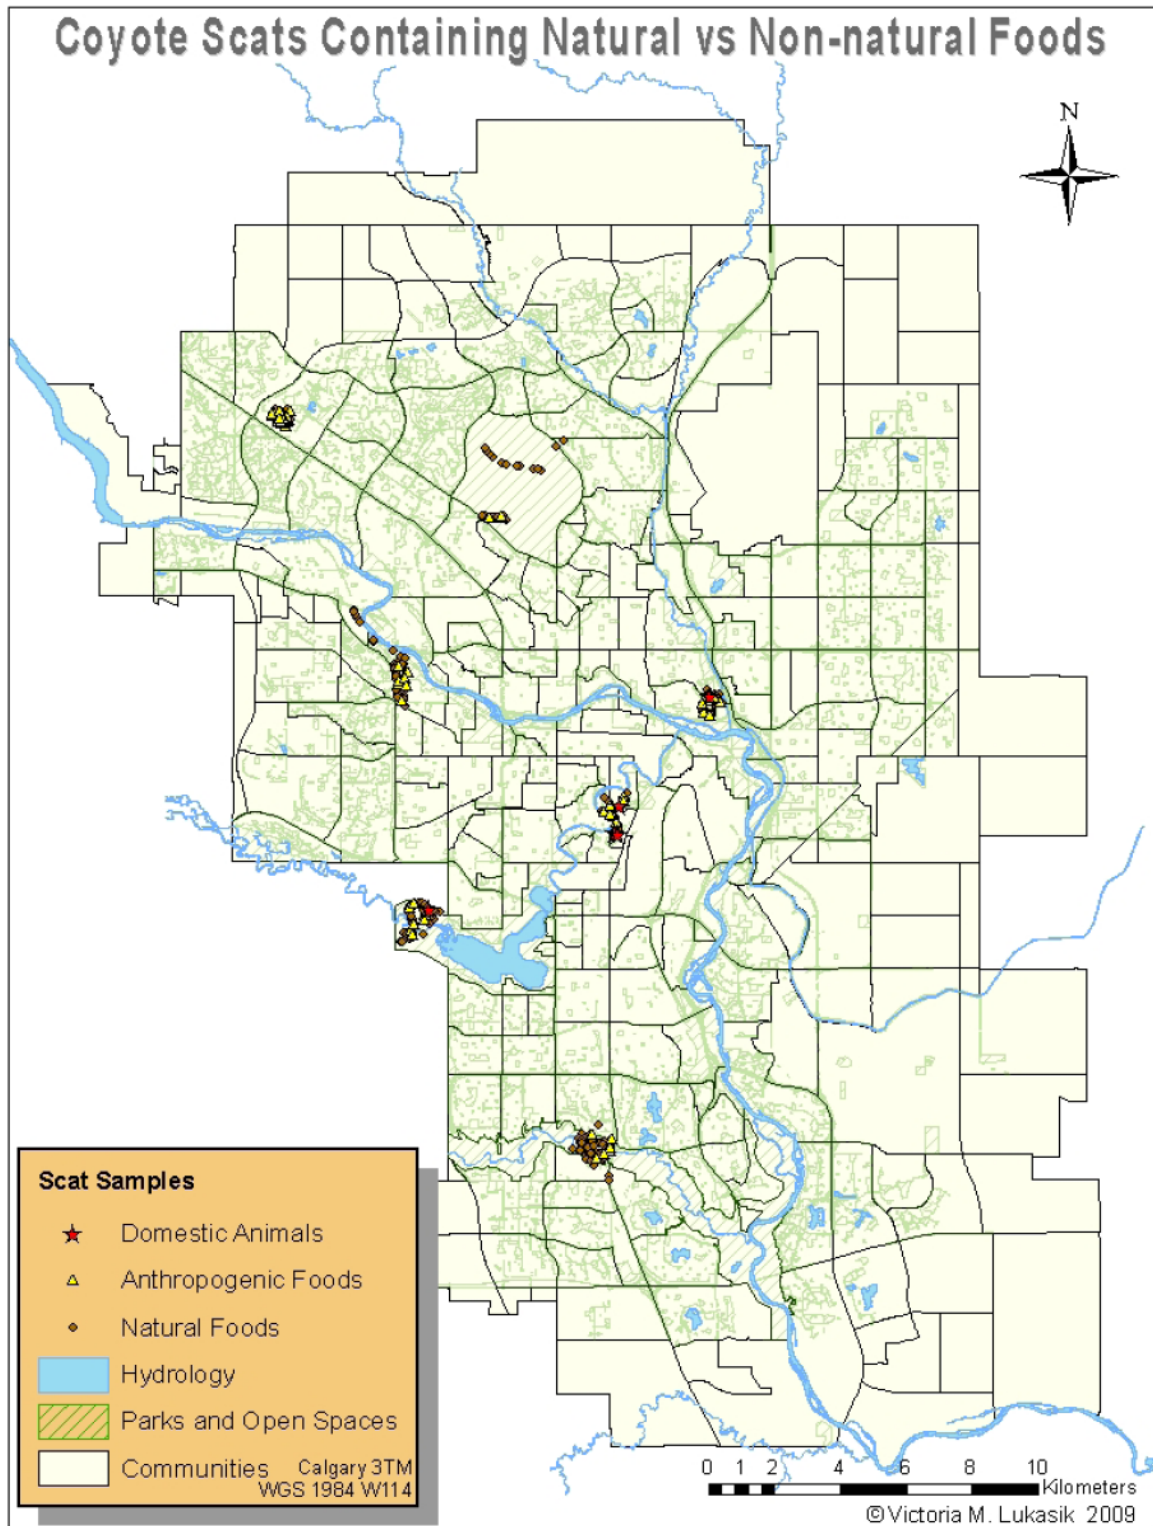 Coyote Scats Containing Natural vs Non-natural Foods
N
Scat Samples
Domestic Animals
Anthropogenic Foods
Natural Foods
Hydrology
Parks and Open Spaces
Communities
Calgary 3TM
WGS 1984 W114
0 1 2 4 6 8 10
Kilometers
©Victoria M. Lukasik 2009